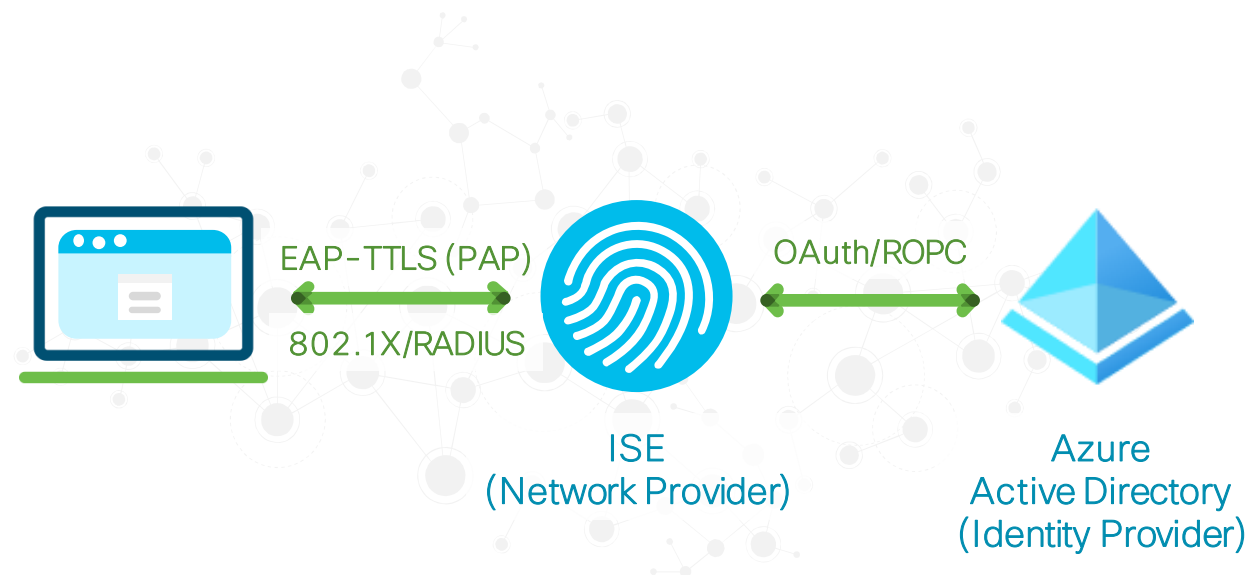 EAP-TTLS (PAP)
802.1X/RADIUS
OAuth/ROPC
ISE
(Network Provider)
Azure
Active Directory
(Identity Provider)